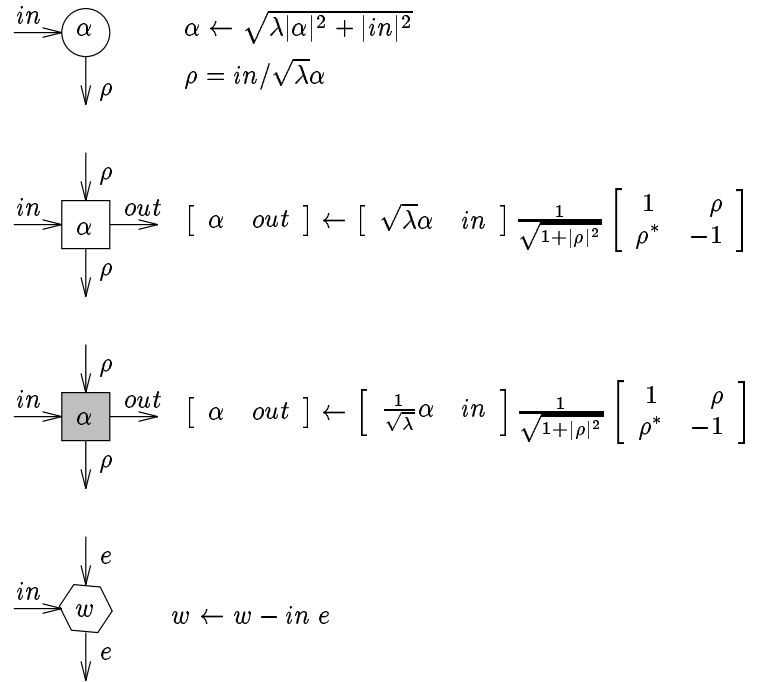 in α α ← √(λ|α|² + |in|²)
ρ ρ = in/√λα
ρ
in α out [ α out ] ← [ √λα in ] 1/√(1+|ρ|²) [ 1 ρ ; ρ* −1 ]
ρ
ρ
in α out [ α out ] ← [ 1/√λ α in ] 1/√(1+|ρ|²) [ 1 ρ ; ρ* −1 ]
ρ
e
in w w ← w − in e
e